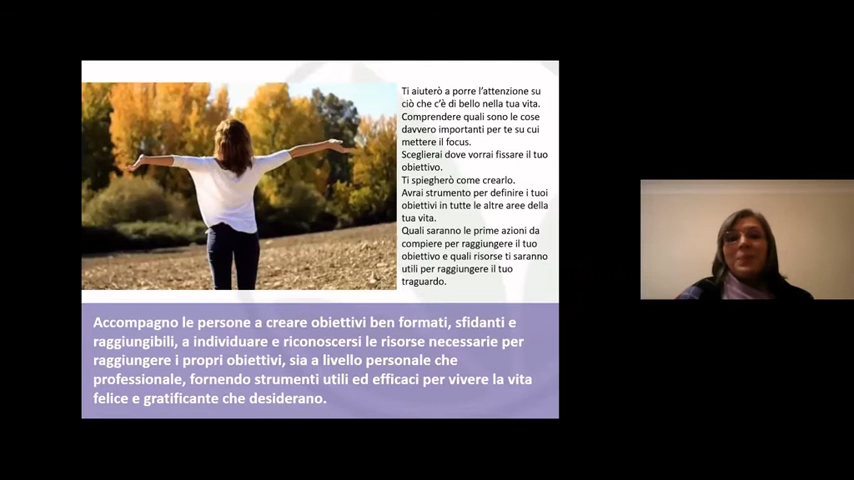 Ti aiuterò a porre l'attenzione su
ciò che c'è di bello nella tua vita.
Comprendere quali sono le cose
davvero importanti per te su cui
mettere il focus.
Sceglierai dove vorrai fissare il tuo
obiettivo.
Ti spiegherò come crearlo.
Avrai strumento per definire i tuoi
obiettivi in tutte le altre aree della
tua vita.
Quali saranno le prime azioni da
compiere per raggiungere il tuo
obiettivo e quali risorse ti saranno
utili per raggiungere il tuo
traguardo.
Accompagno le persone a creare obiettivi ben formati, sfidanti e
raggiungibili, a individuare e riconoscersi le risorse necessarie per
raggiungere i propri obiettivi, sia a livello personale che
professionale, fornendo strumenti utili ed efficaci per vivere la vita
felice e gratificante che desiderano.